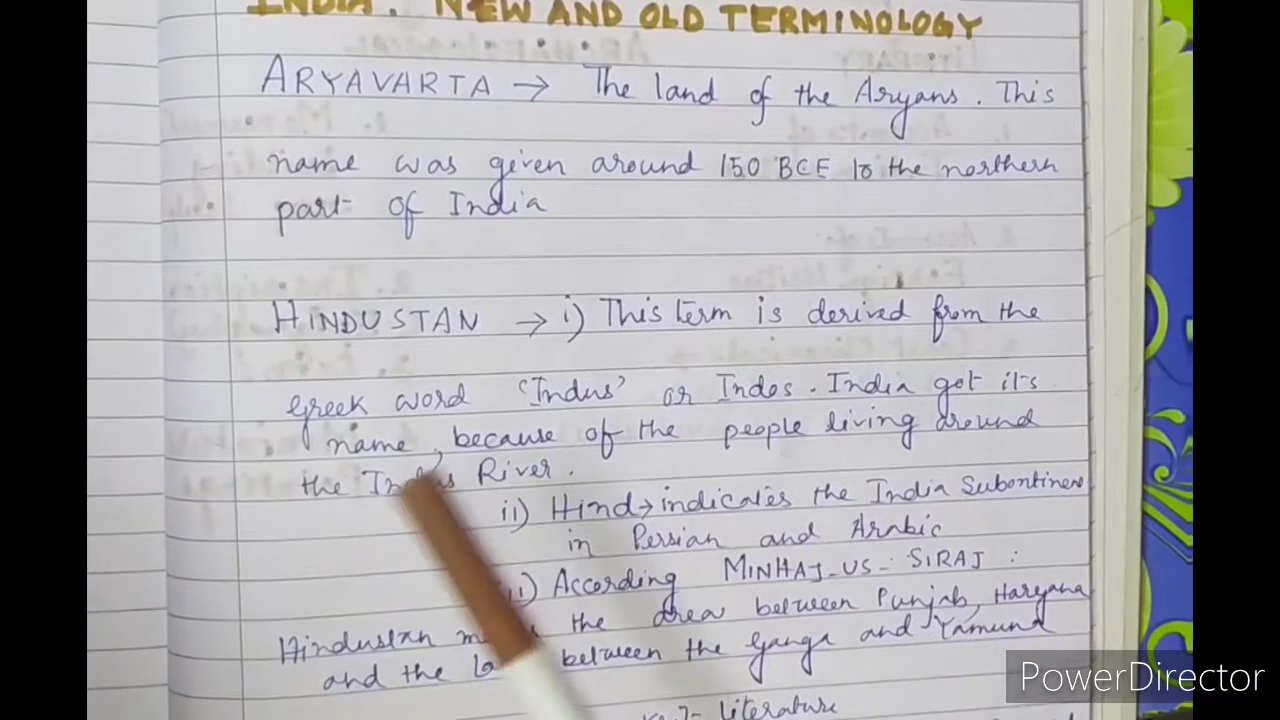 INDIA: NEW AND OLD TERMINOLOGY
ARYAVARTA → The land of the Aryans. This
name was given around 150 BCE to the northern
part of India
HINDUSTAN → i) This term is derived from the
Greek word 'Indus' or Indos. India got it's
name, because of the people living around
the Indus River.
ii) Hind → indicates the India Subcontinen
in Persian and Arabic
According MINHAJ-US-SIRAJ:
Hindustan the area between Punjab, Haryana
and the between the Ganga and Yamuna
literature
PowerDirector